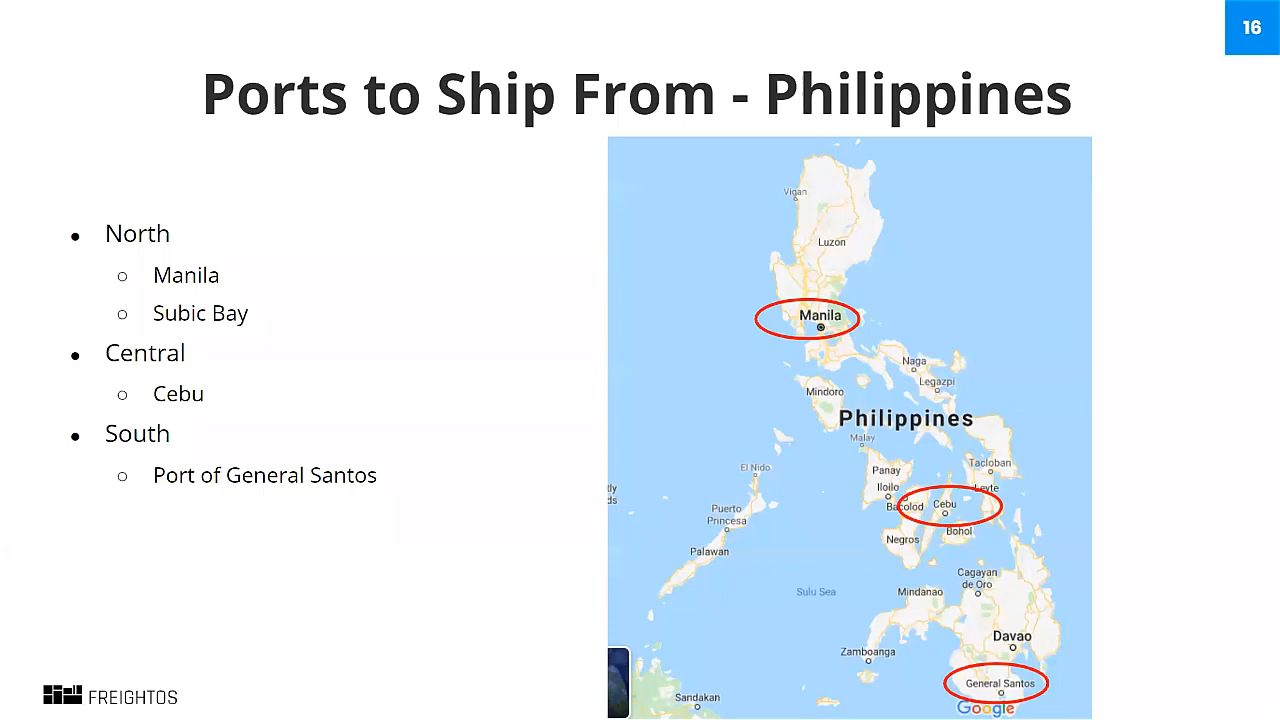 16
Ports to Ship From - Philippines
● North
○ Manila
○ Subic Bay
● Central
○ Cebu
● South
○ Port of General Santos
Vigan
Luzon
Manila
Naga
Legazpi
Mindoro
Philippines
Malay
Tacloban
El Nido
Panay
Iloilo
Leyte
tly
ds
Bacolod
Cebu
Puerto
Princesa
Bohol
Negros
Palawan
Cagayan
de Oro
Sulu Sea
Mindanao
Davao
Zamboanga
General Santos
Sandakan
Google
FREIGHTOS